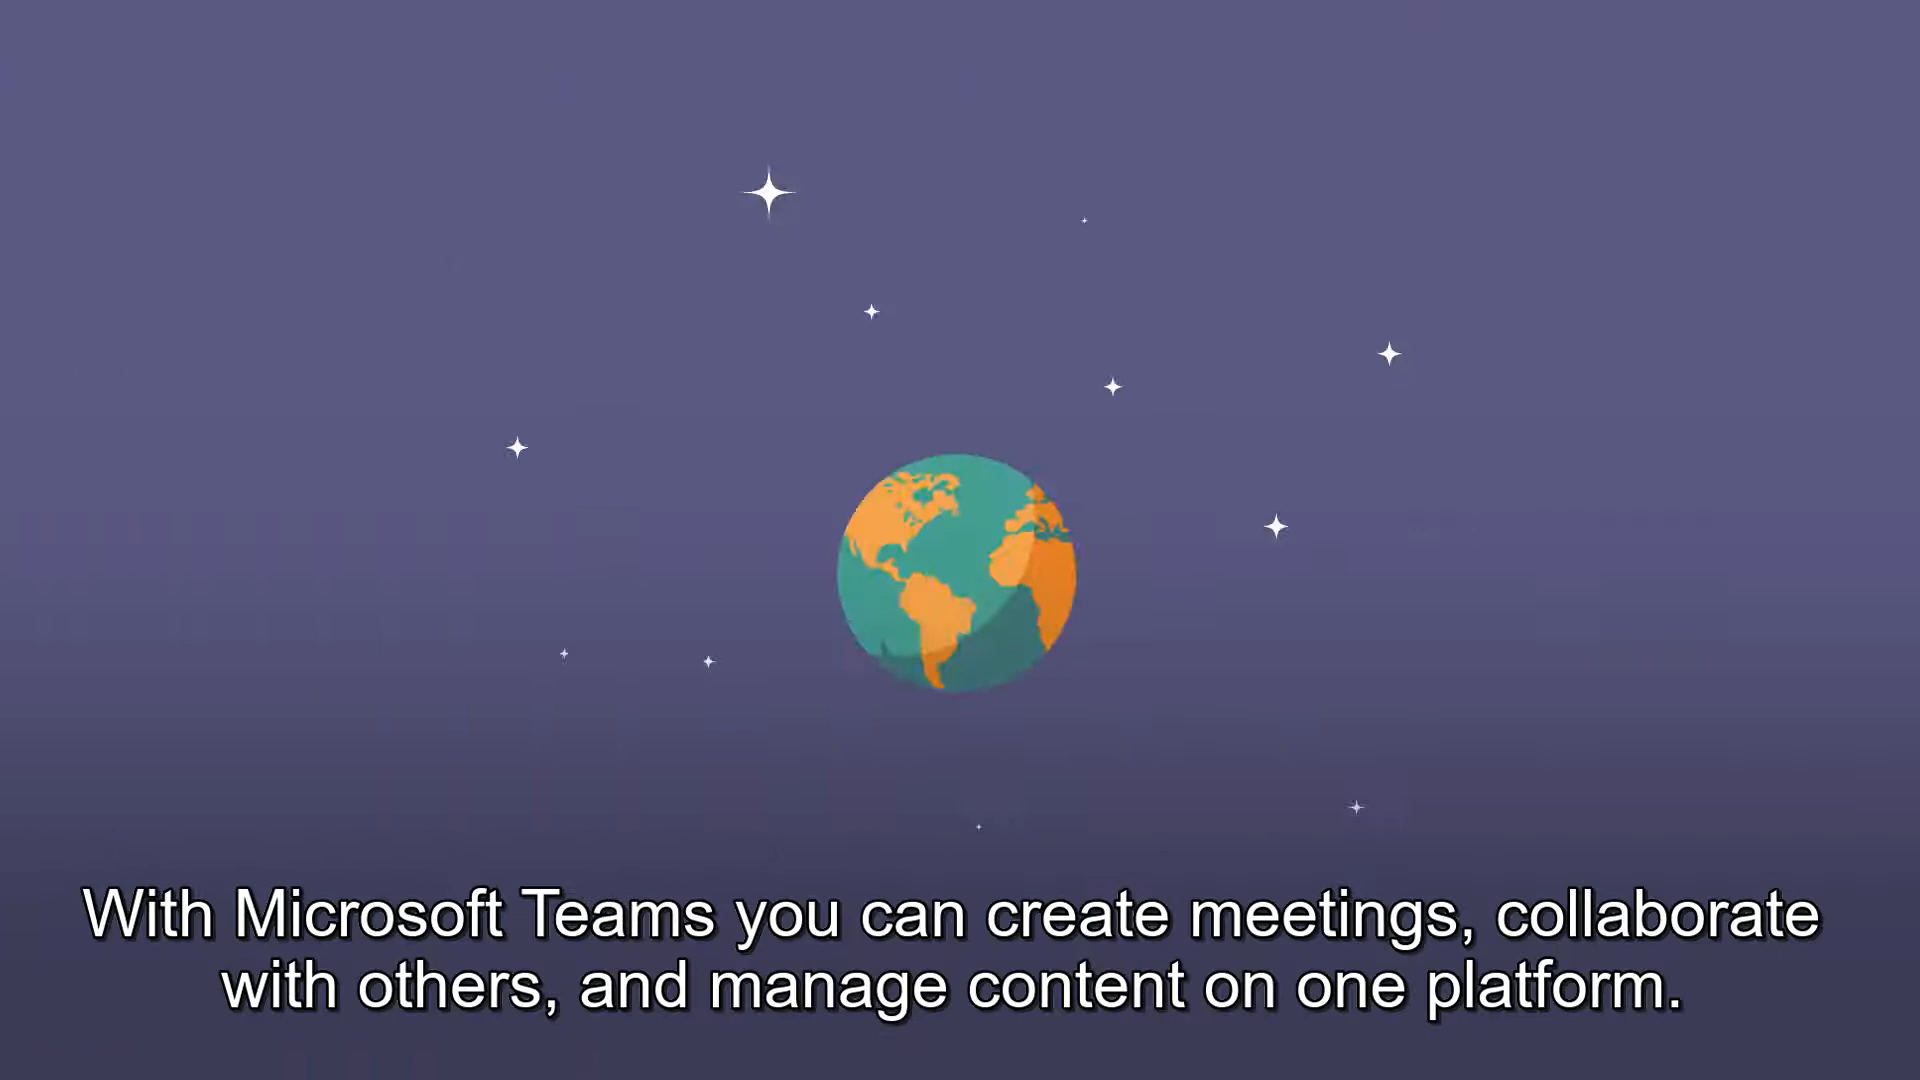 With Microsoft Teams you can create meetings, collaborate
with others, and manage content on one platform.